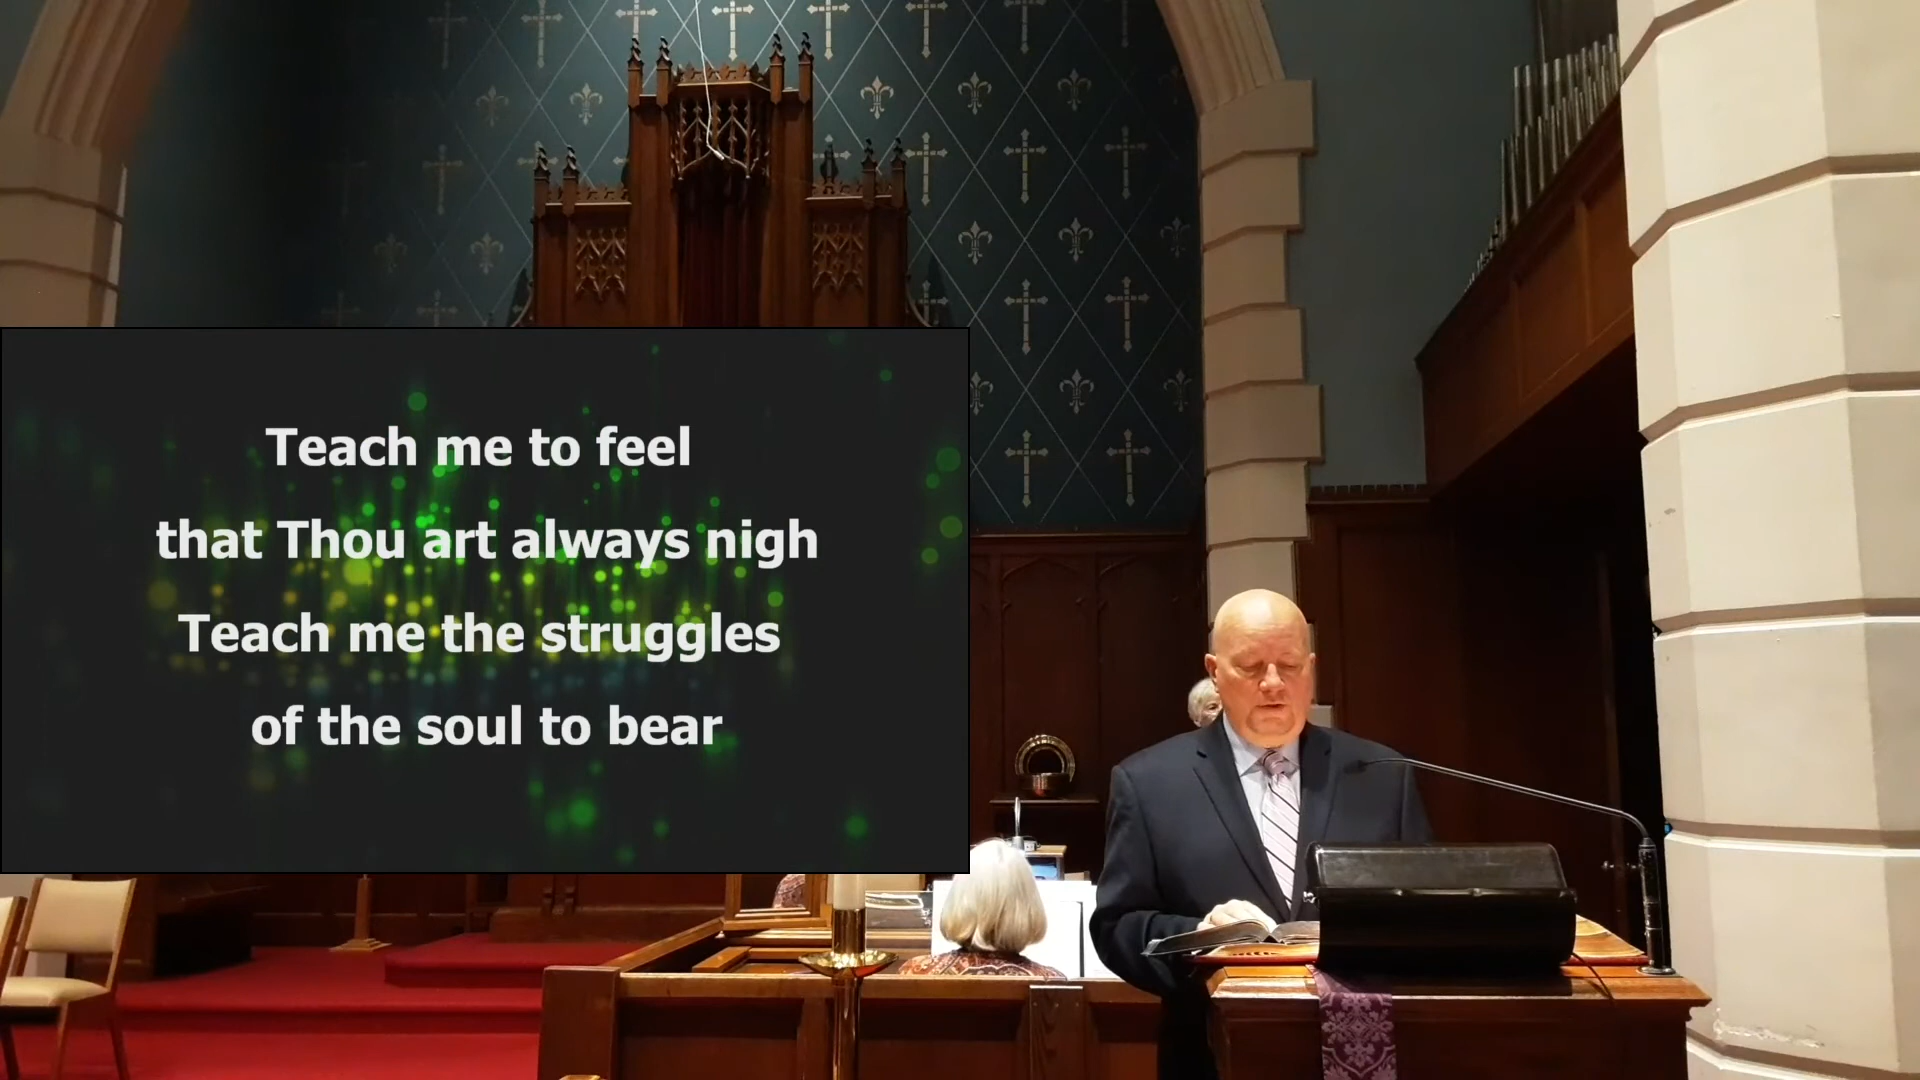 Teach me to feel
that Thou art always nigh
Teach me the struggles
of the soul to bear